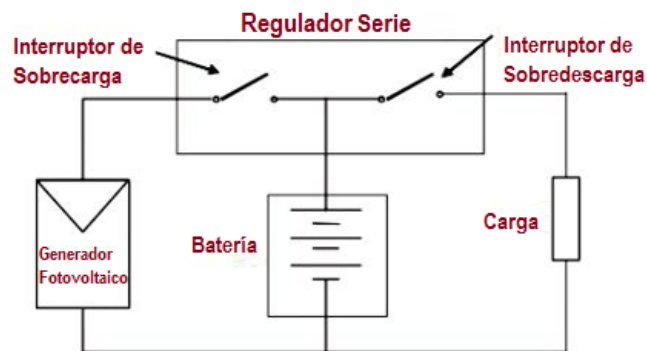 Regulador Serie
Interruptor de
Sobrecarga
Interruptor de
Sobredescarga
Generador
Fotovoltaico
Batería
Carga